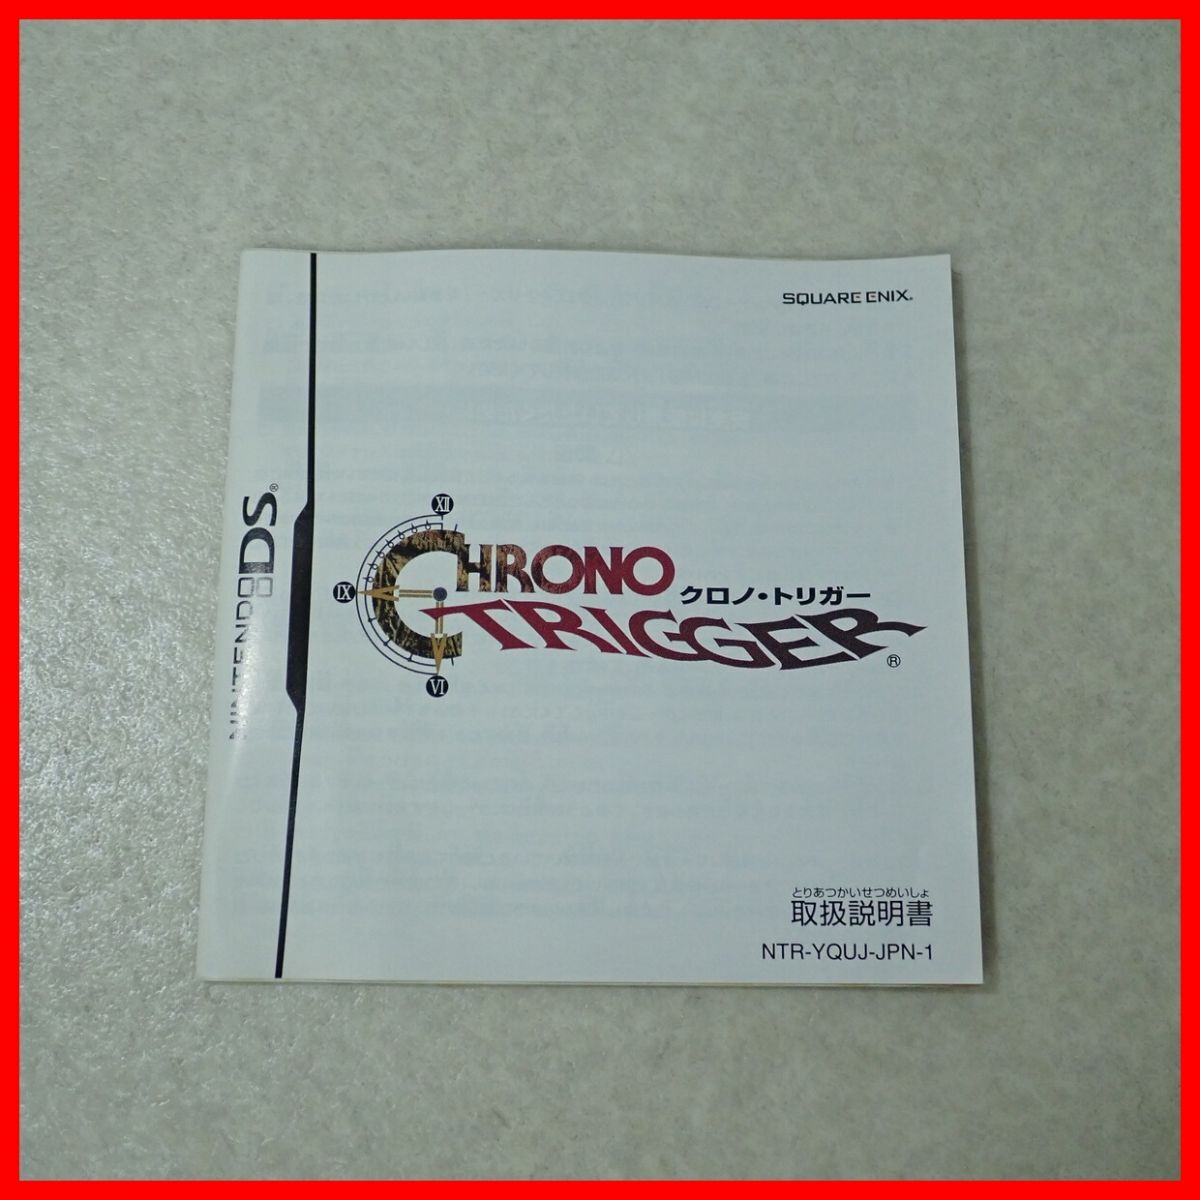 SQUARE ENIX®
NINTENDO DS®
XII
IX
VI
CHRONO
クロノ・トリガー
TRIGGER®
とりあつかいせつめいしょ
取扱説明書
NTR-YQUJ-JPN-1